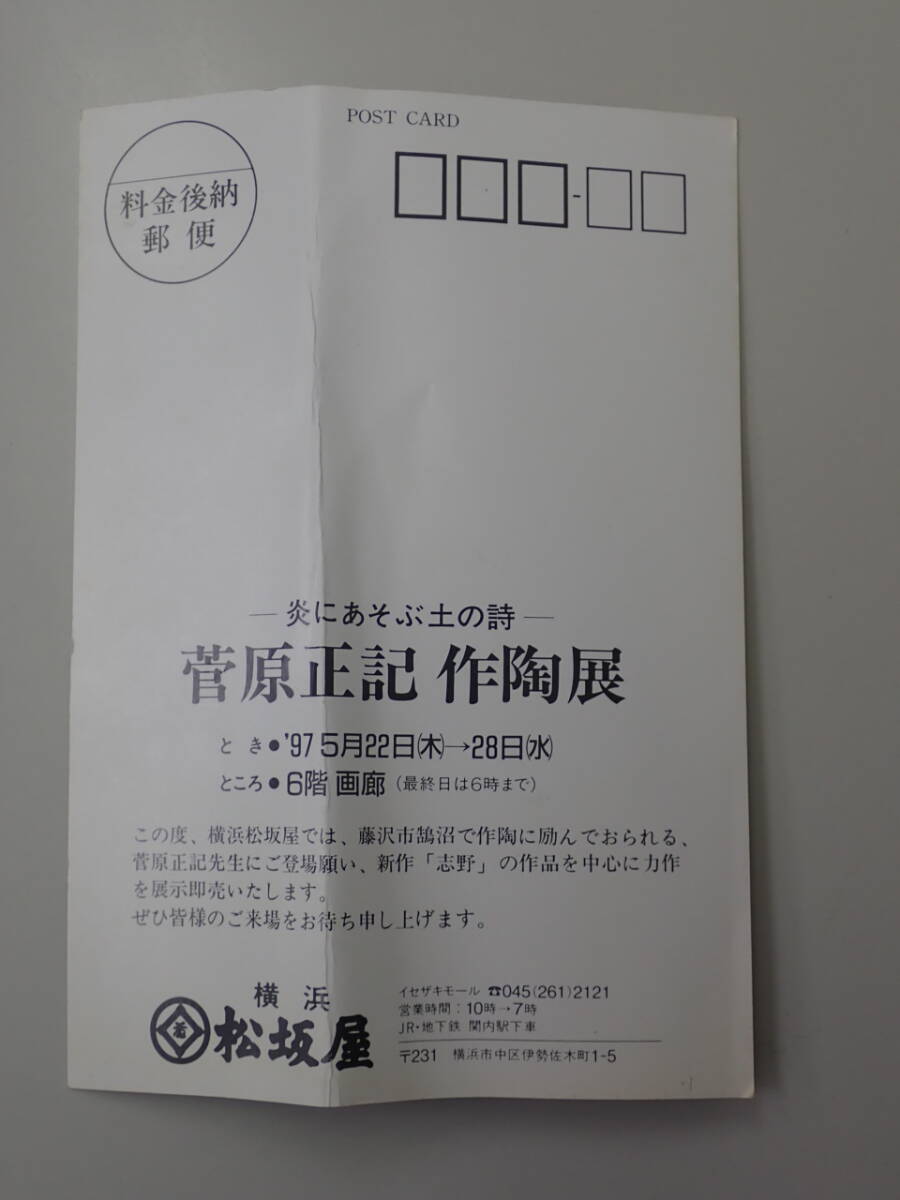 POST CARD
料金後納
郵便
― 炎にあそぶ土の詩 ―
菅原正記 作陶展
とき●'97 5月22日(木)→28日(水)
ところ●6階 画廊(最終日は6時まで)
この度、横浜松坂屋では、藤沢市鵠沼で作陶に励んでおられる、
菅原正記先生にご登場願い、新作「志野」の作品を中心に力作
を展示即売いたします。
ぜひ皆様のご来場をお待ち申し上げます。
横浜
松坂屋
イセザキモール ☎045(261)2121
営業時間:10時→7時
JR・地下鉄 関内駅下車
〒231 横浜市中区伊勢佐木町1-5